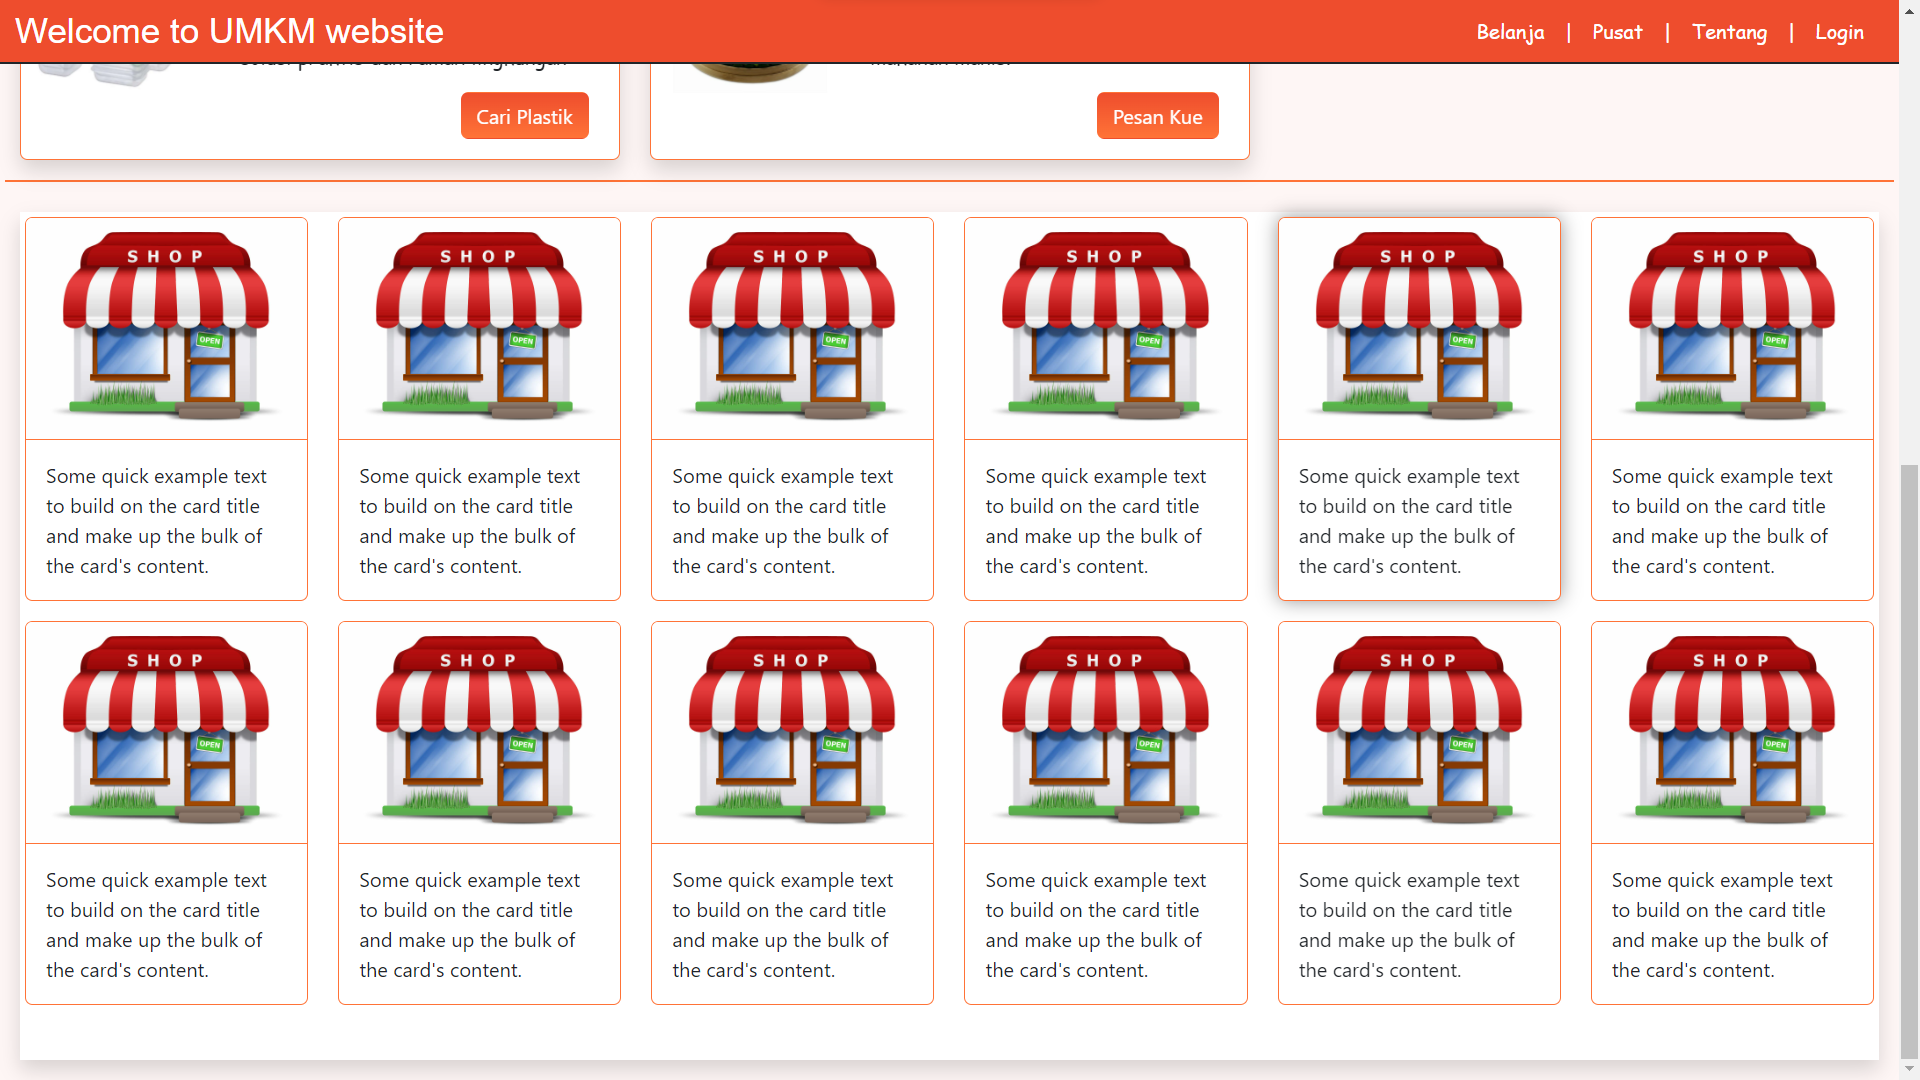 Welcome to UMKM website
Belanja | Pusat | Tentang | Login
Cari Plastik
Pesan Kue
SHOP
OPEN
Some quick example text
to build on the card title
and make up the bulk of
the card's content.
SHOP
OPEN
Some quick example text
to build on the card title
and make up the bulk of
the card's content.
SHOP
OPEN
Some quick example text
to build on the card title
and make up the bulk of
the card's content.
SHOP
OPEN
Some quick example text
to build on the card title
and make up the bulk of
the card's content.
SHOP
OPEN
Some quick example text
to build on the card title
and make up the bulk of
the card's content.
SHOP
OPEN
Some quick example text
to build on the card title
and make up the bulk of
the card's content.
SHOP
OPEN
Some quick example text
to build on the card title
and make up the bulk of
the card's content.
SHOP
OPEN
Some quick example text
to build on the card title
and make up the bulk of
the card's content.
SHOP
OPEN
Some quick example text
to build on the card title
and make up the bulk of
the card's content.
SHOP
OPEN
Some quick example text
to build on the card title
and make up the bulk of
the card's content.
SHOP
OPEN
Some quick example text
to build on the card title
and make up the bulk of
the card's content.
SHOP
OPEN
Some quick example text
to build on the card title
and make up the bulk of
the card's content.